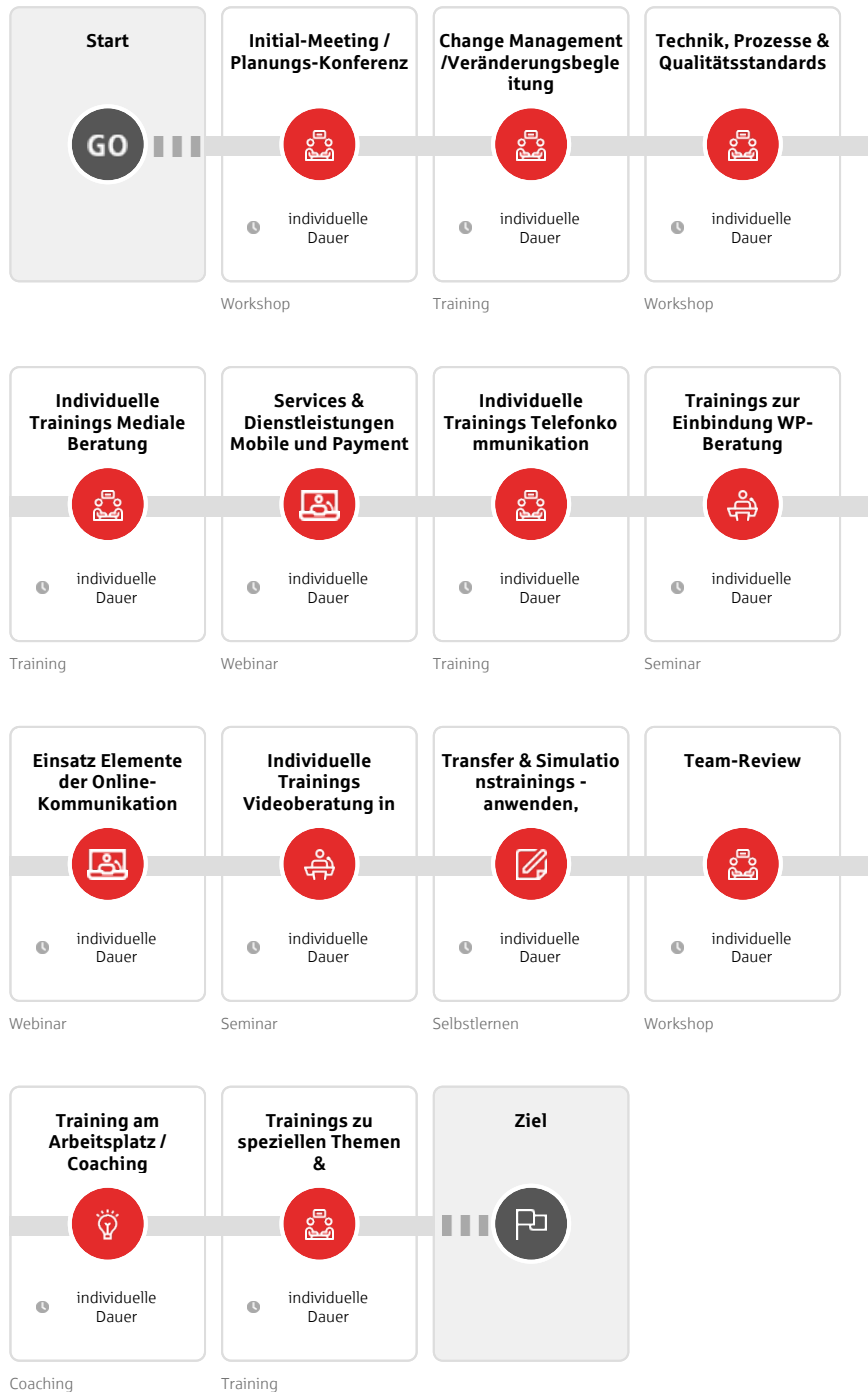 Start
GO
Initial-Meeting /
Planungs-Konferenz
individuelle
Dauer
Workshop
Change Management
/Veränderungsbegle
itung
individuelle
Dauer
Training
Technik, Prozesse &
Qualitätsstandards
individuelle
Dauer
Workshop
Individuelle
Trainings Mediale
Beratung
individuelle
Dauer
Training
Services &
Dienstleistungen
Mobile und Payment
individuelle
Dauer
Webinar
Individuelle
Trainings Telefonko
mmunikation
individuelle
Dauer
Training
Trainings zur
Einbindung WP-
Beratung
individuelle
Dauer
Seminar
Einsatz Elemente
der Online-
Kommunikation
individuelle
Dauer
Webinar
Individuelle
Trainings
Videoberatung in
individuelle
Dauer
Seminar
Transfer & Simulatio
nstrainings -
anwenden,
individuelle
Dauer
Selbstlernen
Team-Review
individuelle
Dauer
Workshop
Training am
Arbeitsplatz /
Coaching
individuelle
Dauer
Coaching
Trainings zu
speziellen Themen
&
individuelle
Dauer
Training
Ziel